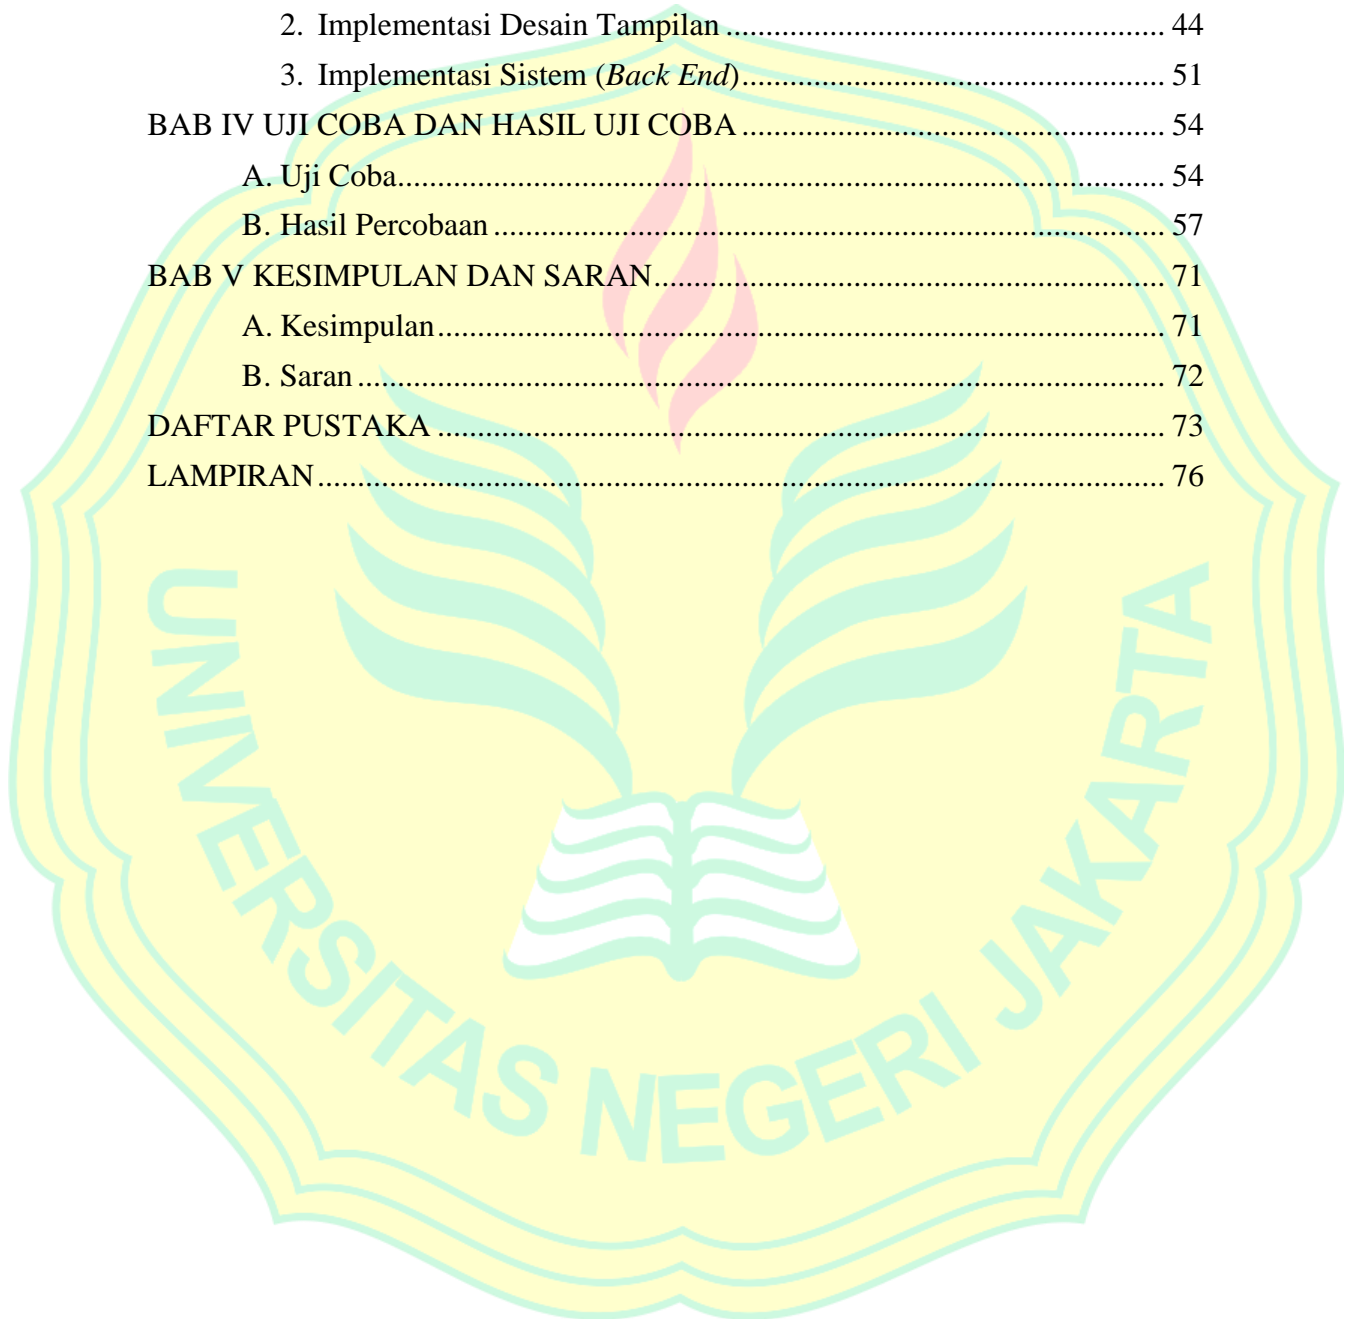 2. Implementasi Desain Tampilan ........................................................ 44
3. Implementasi Sistem (Back End) ...................................................... 51
BAB IV UJI COBA DAN HASIL UJI COBA ...................................................... 54
A. Uji Coba .......................................................................................... 54
B. Hasil Percobaan ................................................................................ 57
BAB V KESIMPULAN DAN SARAN ................................................................ 71
A. Kesimpulan ...................................................................................... 71
B. Saran ................................................................................................ 72
DAFTAR PUSTAKA ........................................................................................ 73
LAMPIRAN ...................................................................................................... 76
UNIVERSITAS NEGERI JAKARTA